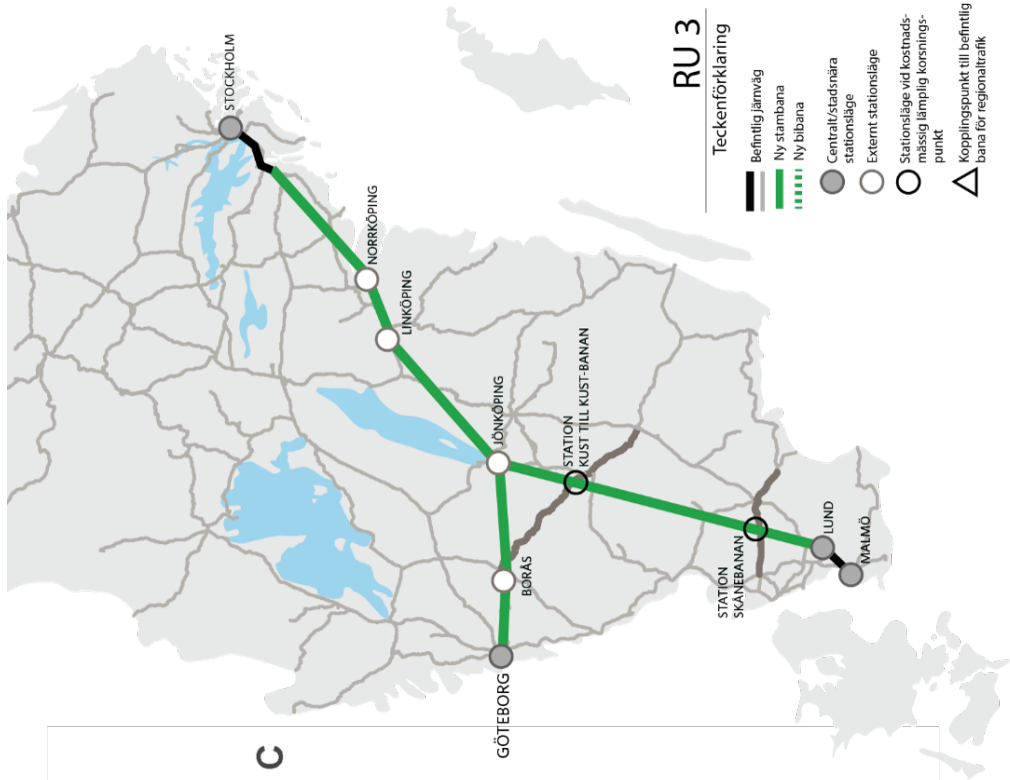 STOCKHOLM
NORRKÖPING
LINKÖPING
JÖNKÖPING
STATION
KUST TILL KUST-BANAN
BORÅS
GÖTEBORG
STATION
SKÅNEBANAN
LUND
MALMÖ
C
RU 3
Teckenförklaring
Befintlig järnväg
Ny stambana
Ny bibana
Centralt/stadsnära
stationsläge
Externt stationsläge
Stationsläge vid kostnads-
mässig lämplig korsnings-
punkt
Kopplingspunkt till befintlig
bana för regionaltrafik